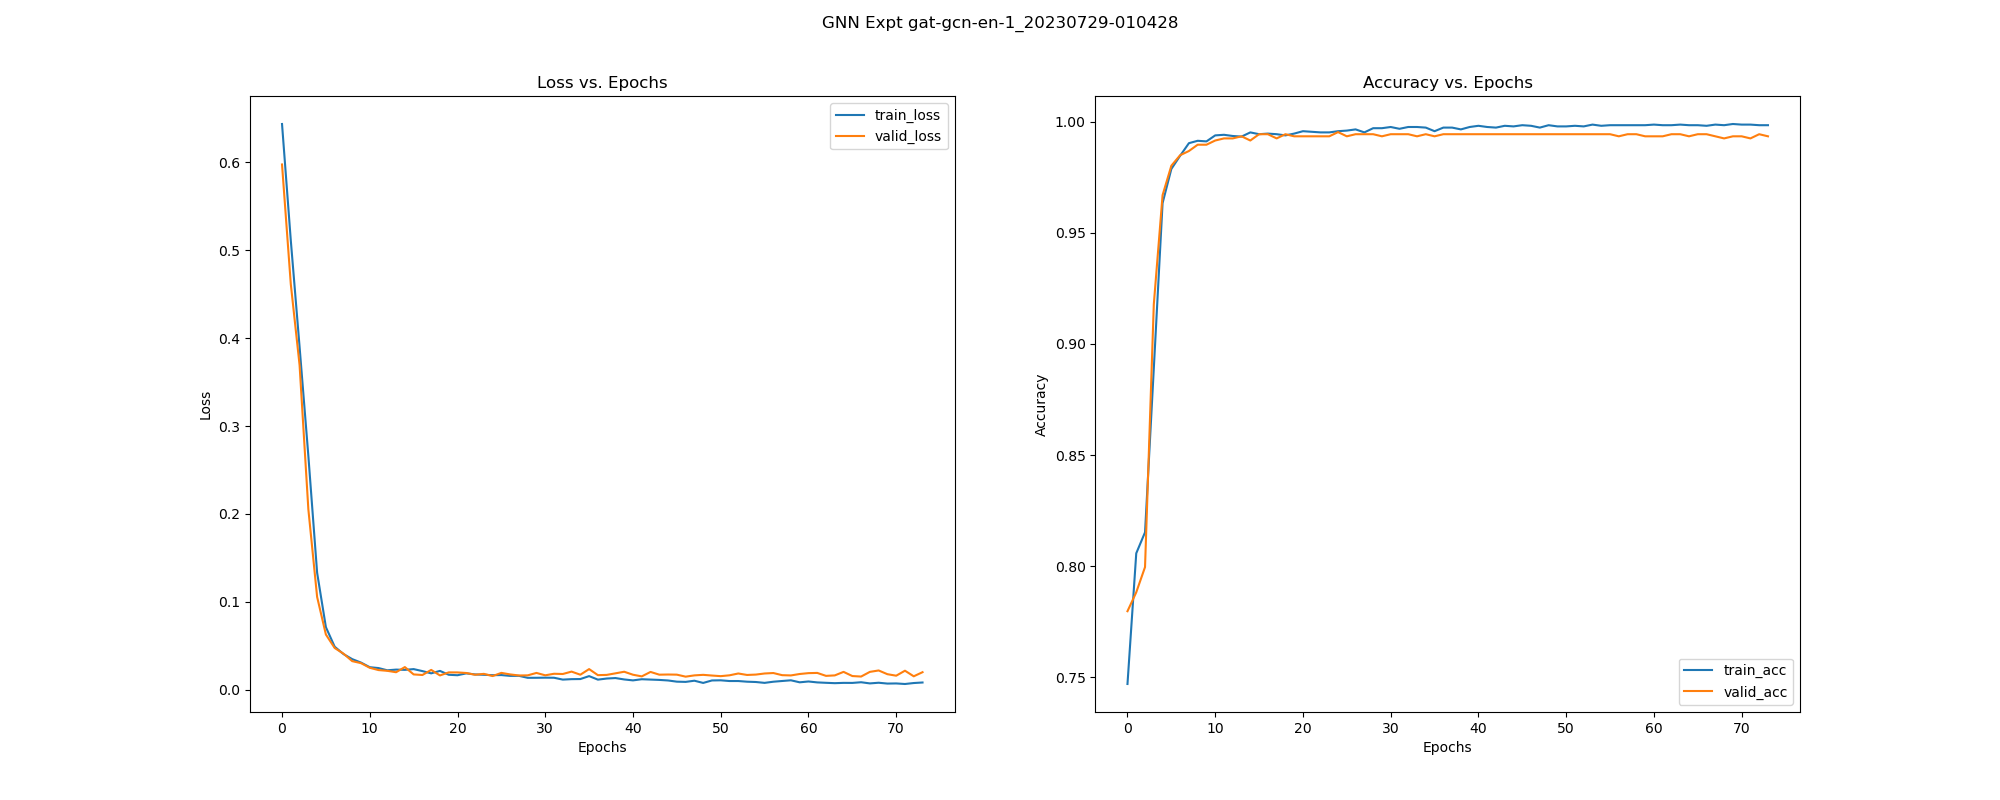 GNN Expt gat-gcn-en-1_20230729-010428
Loss vs. Epochs
train_loss
valid_loss
0.6
0.5
0.4
0.3
0.2
0.1
0.0
Loss
0 10 20 30 40 50 60 70
Epochs
Accuracy vs. Epochs
1.00
0.95
0.90
0.85
0.80
0.75
Accuracy
train_acc
valid_acc
0 10 20 30 40 50 60 70
Epochs